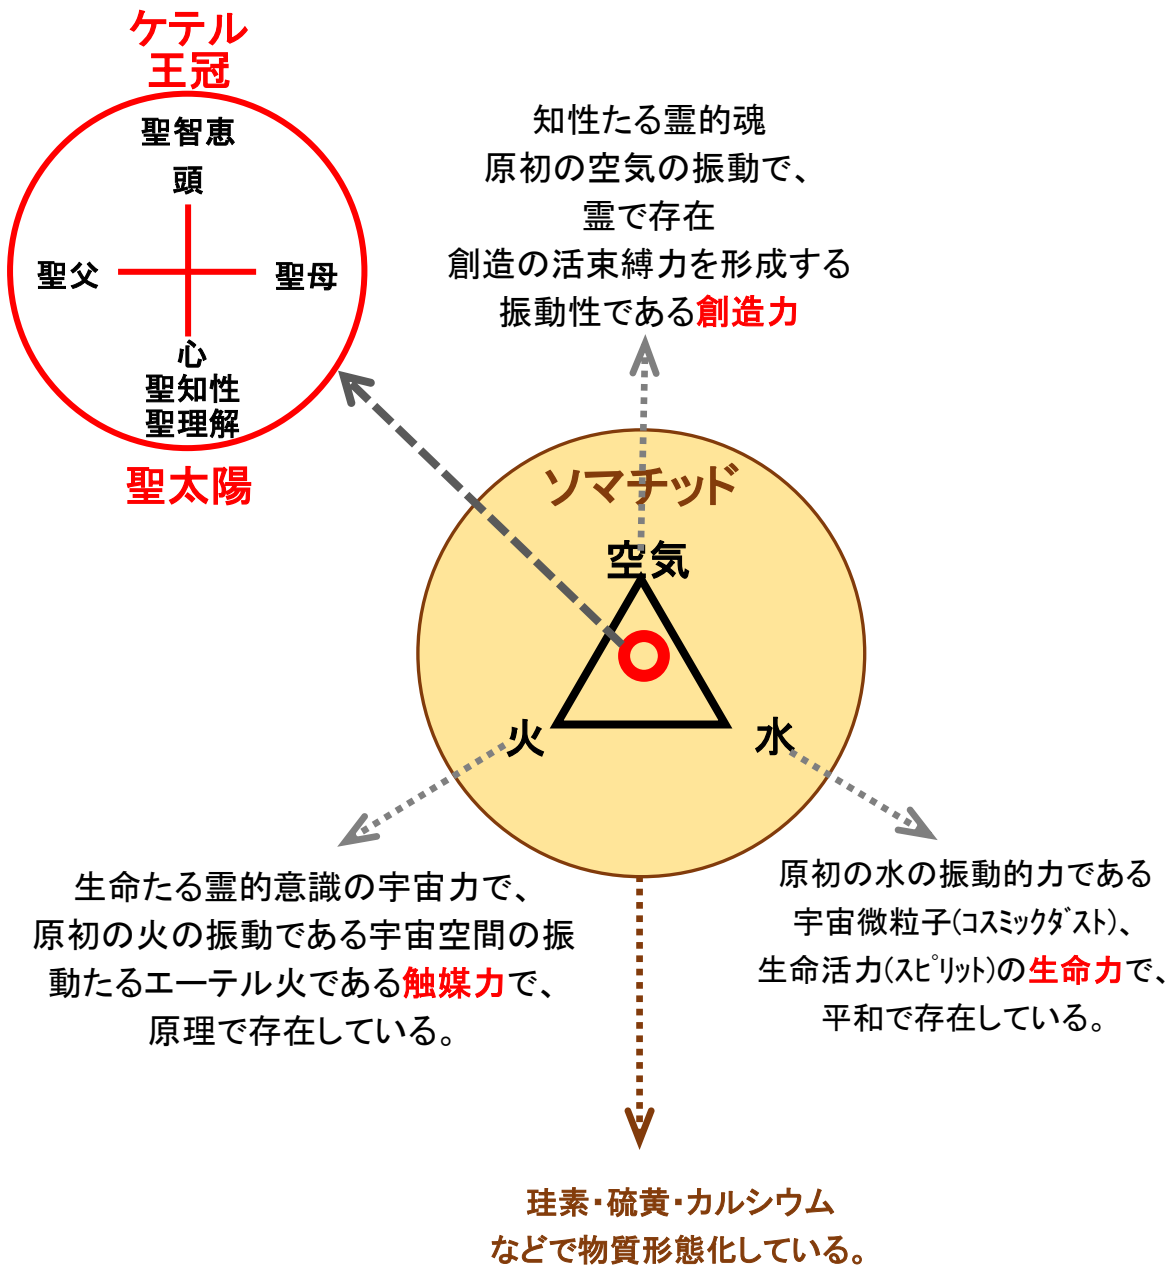 ケテル
王冠
聖智恵
頭
聖父
聖母
心
聖知性
聖理解
聖太陽
知性たる霊的魂
原初の空気の振動で、
霊で存在
創造の活束縛力を形成する
振動性である創造力
ソマチッド
空気
火
水
生命たる霊的意識の宇宙力で、
原初の火の振動である宇宙空間の振
動たるエーテル火である触媒力で、
原理で存在している。
原初の水の振動的力である
宇宙微粒子(ｺｽﾐｯｸﾀﾞｽﾄ)、
生命活力(ｽﾋﾟﾘｯﾄ)の生命力で、
平和で存在している。
珪素・硫黄・カルシウム
などで物質形態化している。